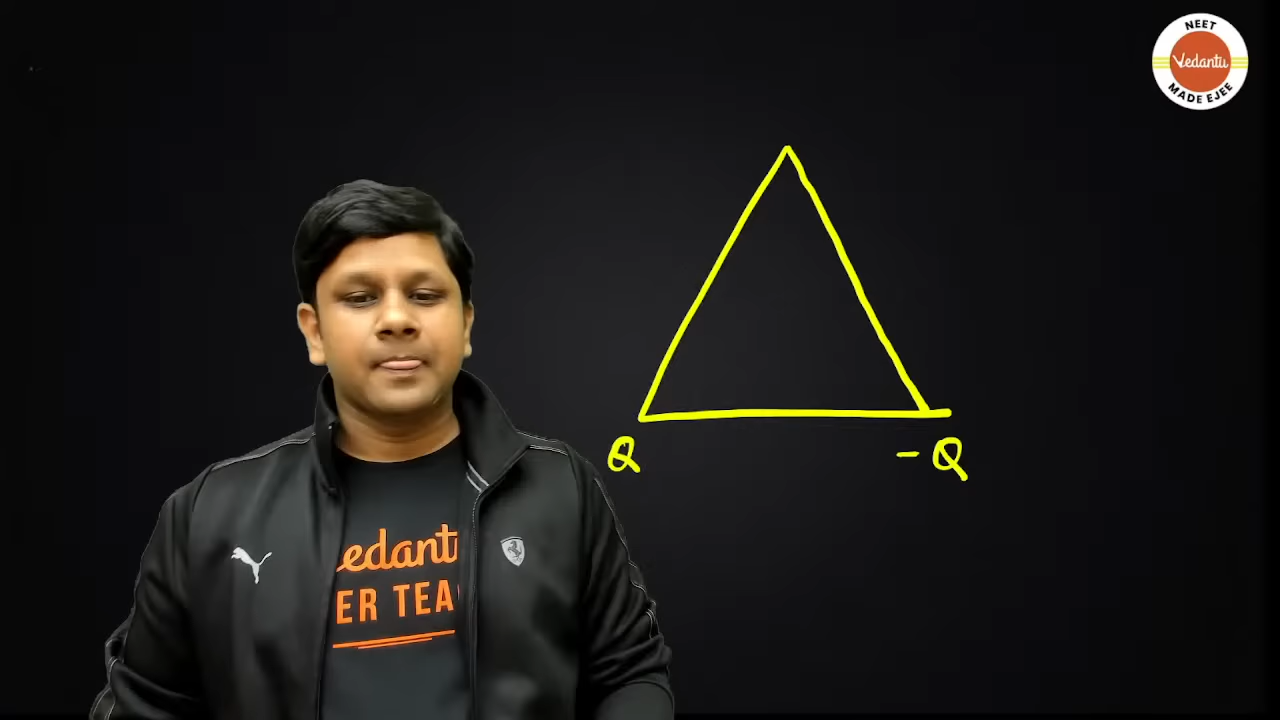 NEET
Vedantu
MADE EJEE
Q
- Q
edant
ER TEA